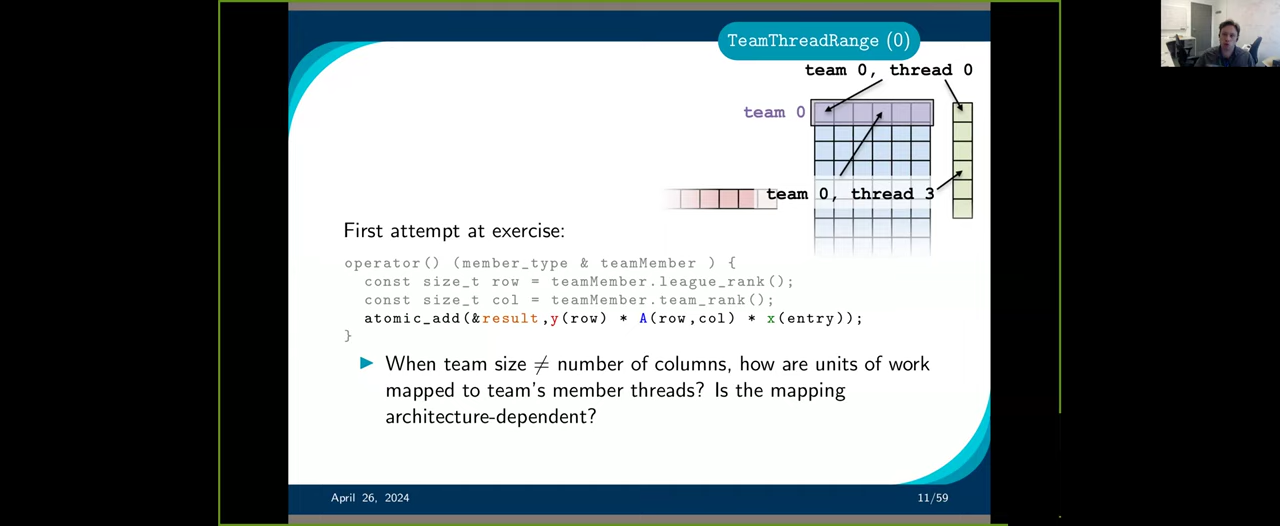 TeamThreadRange (0)
team 0, thread 0
team 0
team 0, thread 3
First attempt at exercise:
operator() (member_type & teamMember ) {
const size_t row = teamMember.league_rank();
const size_t col = teamMember.team_rank();
atomic_add(&result,y(row) * A(row,col) * x(entry));
}
When team size ≠ number of columns, how are units of work
mapped to team's member threads? Is the mapping
architecture-dependent?
April 26, 2024
11/59